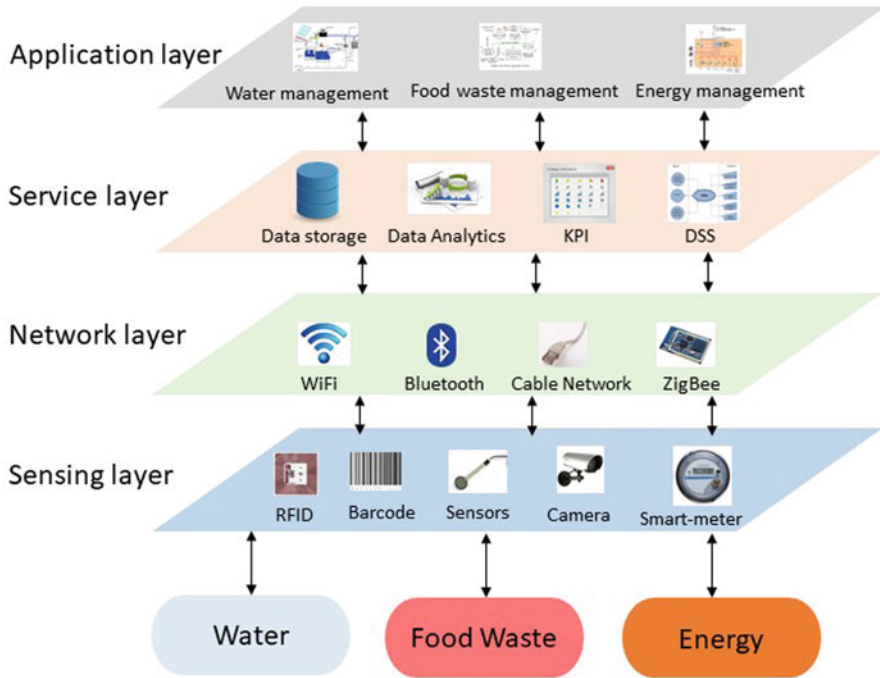 Application layer
Water management
Food waste management
Energy management
Service layer
Data storage
Data Analytics
KPI
DSS
Network layer
WiFi
Bluetooth
Cable Network
ZigBee
Sensing layer
RFID
Barcode
Sensors
Camera
Smart-meter
Water
Food Waste
Energy